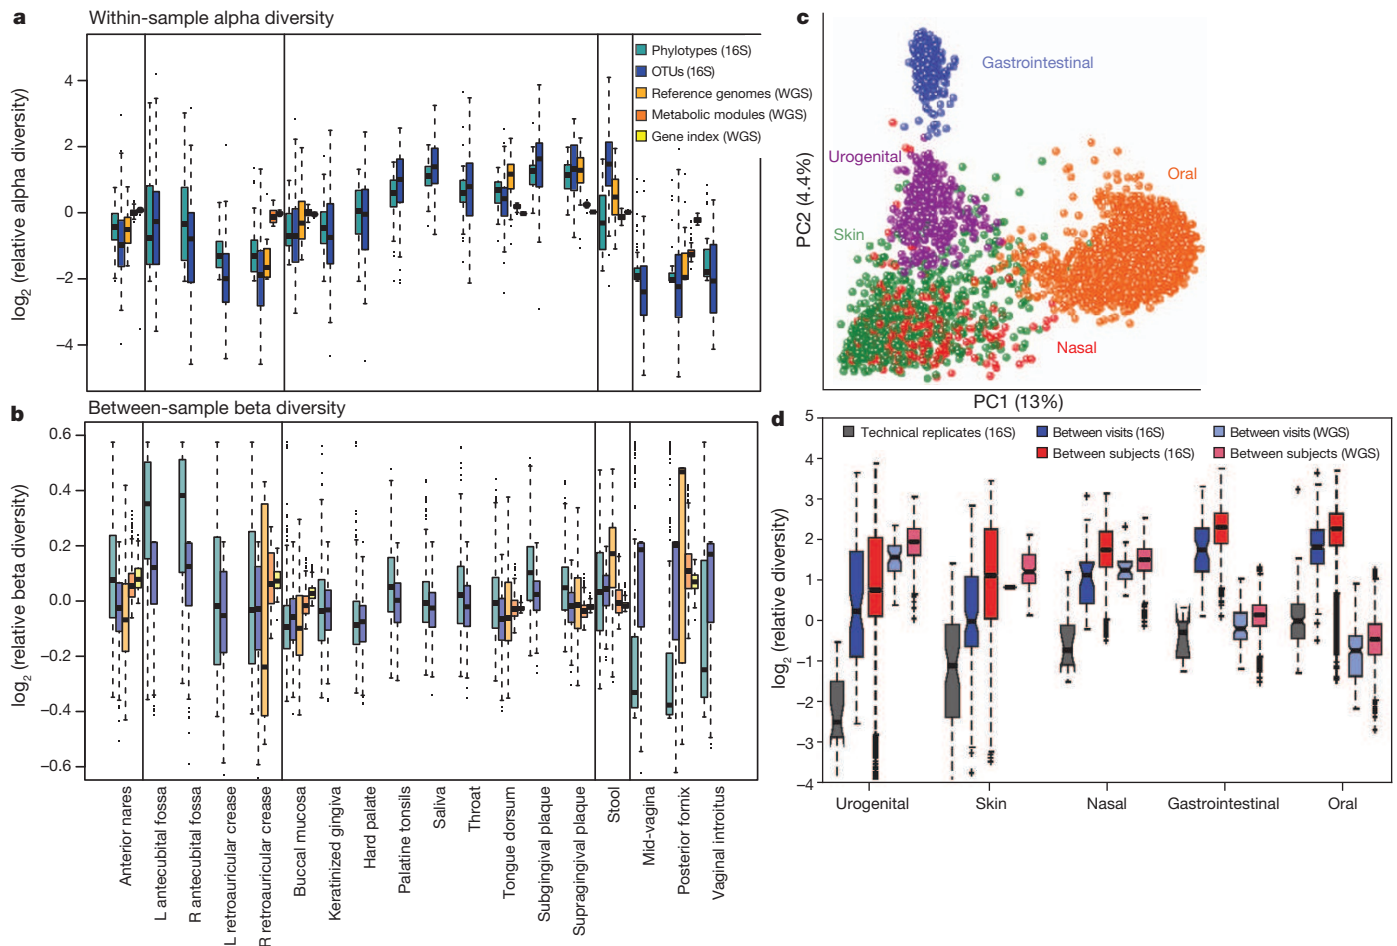 a Within-sample alpha diversity
log2 (relative alpha diversity)
4
2
0
−2
−4
Phylotypes (16S)
OTUs (16S)
Reference genomes (WGS)
Metabolic modules (WGS)
Gene index (WGS)
b Between-sample beta diversity
log2 (relative beta diversity)
0.6
0.4
0.2
0.0
−0.2
−0.4
−0.6
Anterior nares
L antecubital fossa
R antecubital fossa
L retroauricular crease
R retroauricular crease
Buccal mucosa
Keratinized gingiva
Hard palate
Palatine tonsils
Saliva
Throat
Tongue dorsum
Subgingival plaque
Supragingival plaque
Stool
Mid-vagina
Posterior fornix
Vaginal introitus
c
Gastrointestinal
Urogenital
Oral
Skin
Nasal
PC2 (4.4%)
PC1 (13%)
d
log2 (relative diversity)
5
4
3
2
1
0
−1
−2
−3
−4
Technical replicates (16S)
Between visits (16S)
Between visits (WGS)
Between subjects (16S)
Between subjects (WGS)
Urogenital
Skin
Nasal
Gastrointestinal
Oral